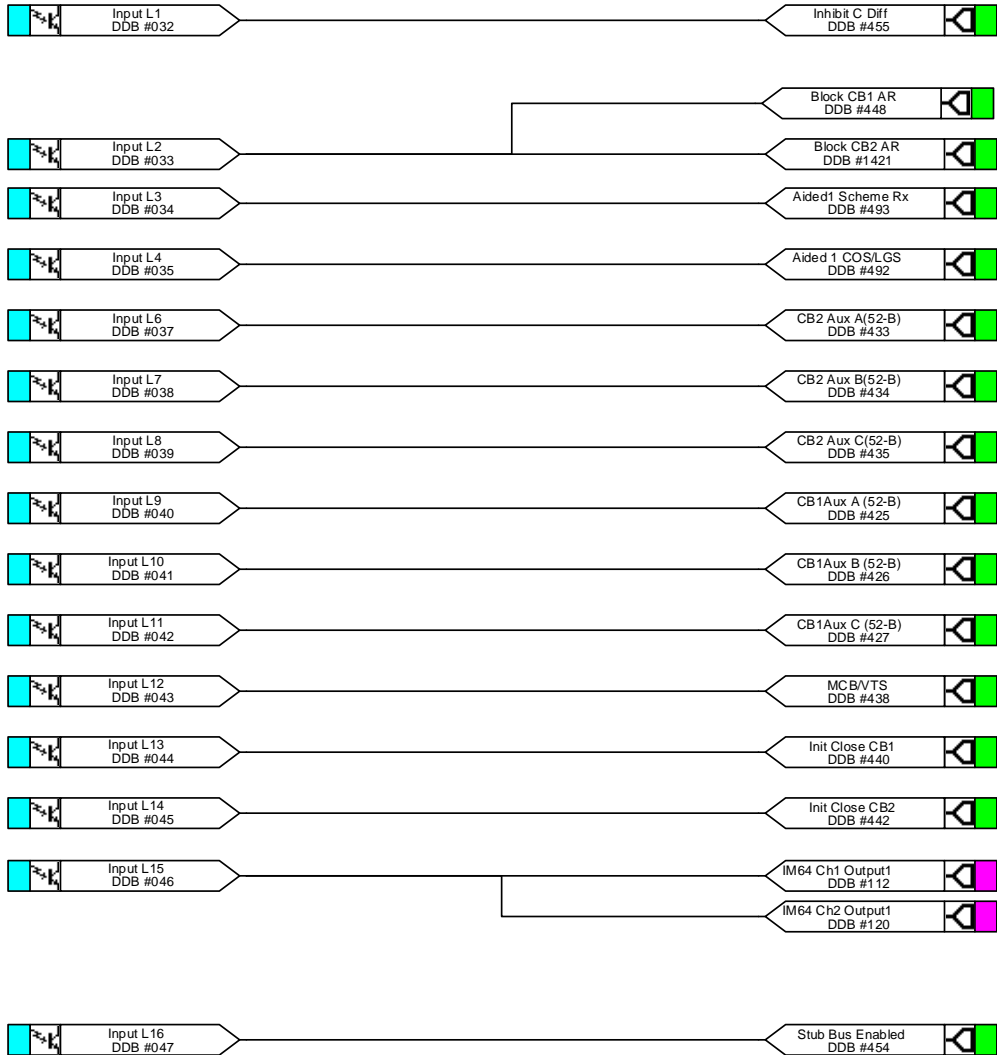 Input L1
DDB #032
Inhibit C Diff
DDB #455
Block CB1 AR
DDB #448
Input L2
DDB #033
Block CB2 AR
DDB #1421
Input L3
DDB #034
Aided1 Scheme Rx
DDB #493
Input L4
DDB #035
Aided 1 COS/LGS
DDB #492
Input L6
DDB #037
CB2 Aux A(52-B)
DDB #433
Input L7
DDB #038
CB2 Aux B(52-B)
DDB #434
Input L8
DDB #039
CB2 Aux C(52-B)
DDB #435
Input L9
DDB #040
CB1Aux A (52-B)
DDB #425
Input L10
DDB #041
CB1Aux B (52-B)
DDB #426
Input L11
DDB #042
CB1Aux C (52-B)
DDB #427
Input L12
DDB #043
MCB/VTS
DDB #438
Input L13
DDB #044
Init Close CB1
DDB #440
Input L14
DDB #045
Init Close CB2
DDB #442
Input L15
DDB #046
IM64 Ch1 Output1
DDB #112
IM64 Ch2 Output1
DDB #120
Input L16
DDB #047
Stub Bus Enabled
DDB #454